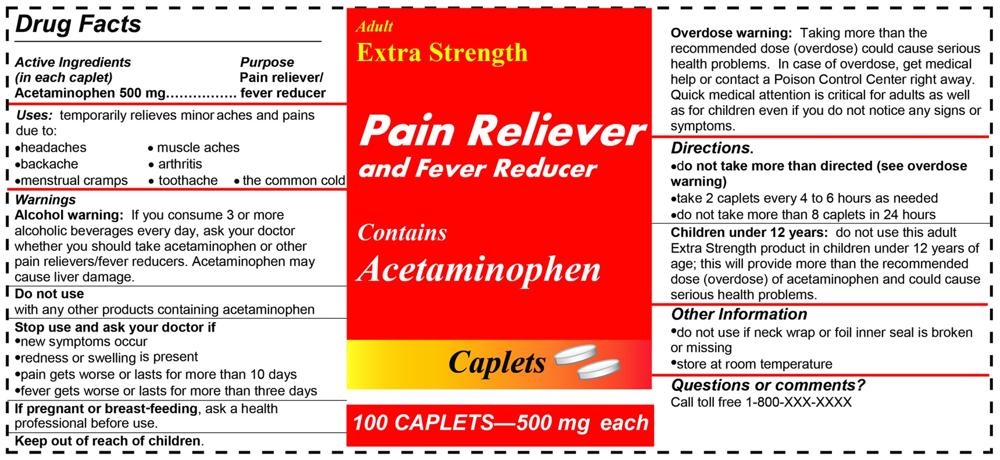 Drug Facts
Active Ingredients
(in each caplet)
Acetaminophen 500 mg................
Purpose
Pain reliever/
fever reducer
Uses: temporarily relieves minor aches and pains
due to:
•headaches • muscle aches
•backache • arthritis
•menstrual cramps • toothache • the common cold
Warnings
Alcohol warning: If you consume 3 or more
alcoholic beverages every day, ask your doctor
whether you should take acetaminophen or other
pain relievers/fever reducers. Acetaminophen may
cause liver damage.
Do not use
with any other products containing acetaminophen
Stop use and ask your doctor if
•new symptoms occur
•redness or swelling is present
•pain gets worse or lasts for more than 10 days
•fever gets worse or lasts for more than three days
If pregnant or breast-feeding, ask a health
professional before use.
Keep out of reach of children.
Adult
Extra Strength
Pain Reliever
and Fever Reducer
Contains
Acetaminophen
Caplets
100 CAPLETS—500 mg each
Overdose warning: Taking more than the
recommended dose (overdose) could cause serious
health problems. In case of overdose, get medical
help or contact a Poison Control Center right away.
Quick medical attention is critical for adults as well
as for children even if you do not notice any signs or
symptoms.
Directions.
•do not take more than directed (see overdose
warning)
•take 2 caplets every 4 to 6 hours as needed
•do not take more than 8 caplets in 24 hours
Children under 12 years: do not use this adult
Extra Strength product in children under 12 years of
age; this will provide more than the recommended
dose (overdose) of acetaminophen and could cause
serious health problems.
Other Information
•do not use if neck wrap or foil inner seal is broken
or missing
•store at room temperature
Questions or comments?
Call toll free 1-800-XXX-XXXX